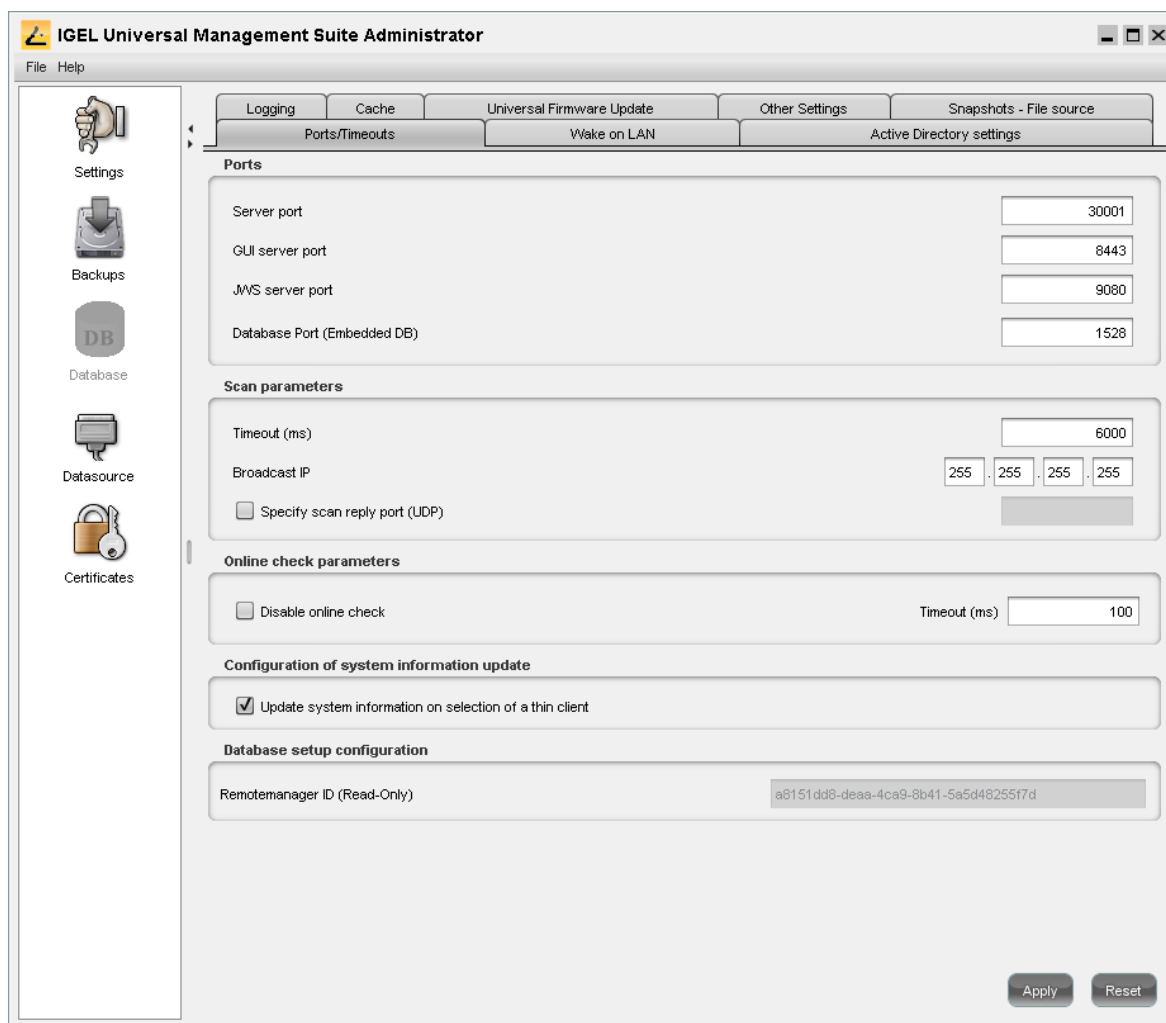 IGEL Universal Management Suite Administrator
File Help
Settings
Backups
DB
Database
Datasource
Certificates
Logging Cache Universal Firmware Update Other Settings Snapshots - File source
Ports/Timeouts Wake on LAN Active Directory settings
Ports
Server port 30001
GUI server port 8443
JWS server port 9080
Database Port (Embedded DB) 1528
Scan parameters
Timeout (ms) 6000
Broadcast IP 255 . 255 . 255 . 255
Specify scan reply port (UDP)
Online check parameters
Disable online check Timeout (ms) 100
Configuration of system information update
Update system information on selection of a thin client
Database setup configuration
Remotemanager ID (Read-Only) a8151dd8-deaa-4ca9-8b41-5a5d48255f7d
Apply Reset